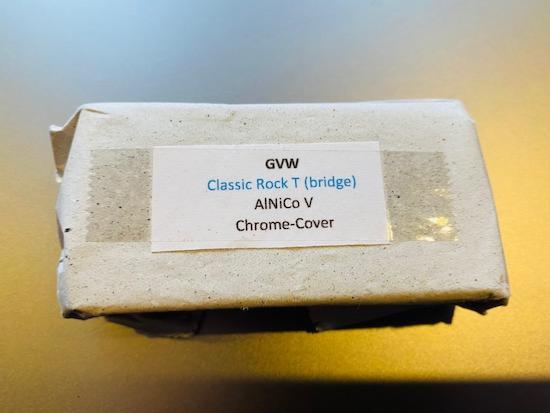 GVW
Classic Rock T (bridge)
AlNiCo V
Chrome-Cover